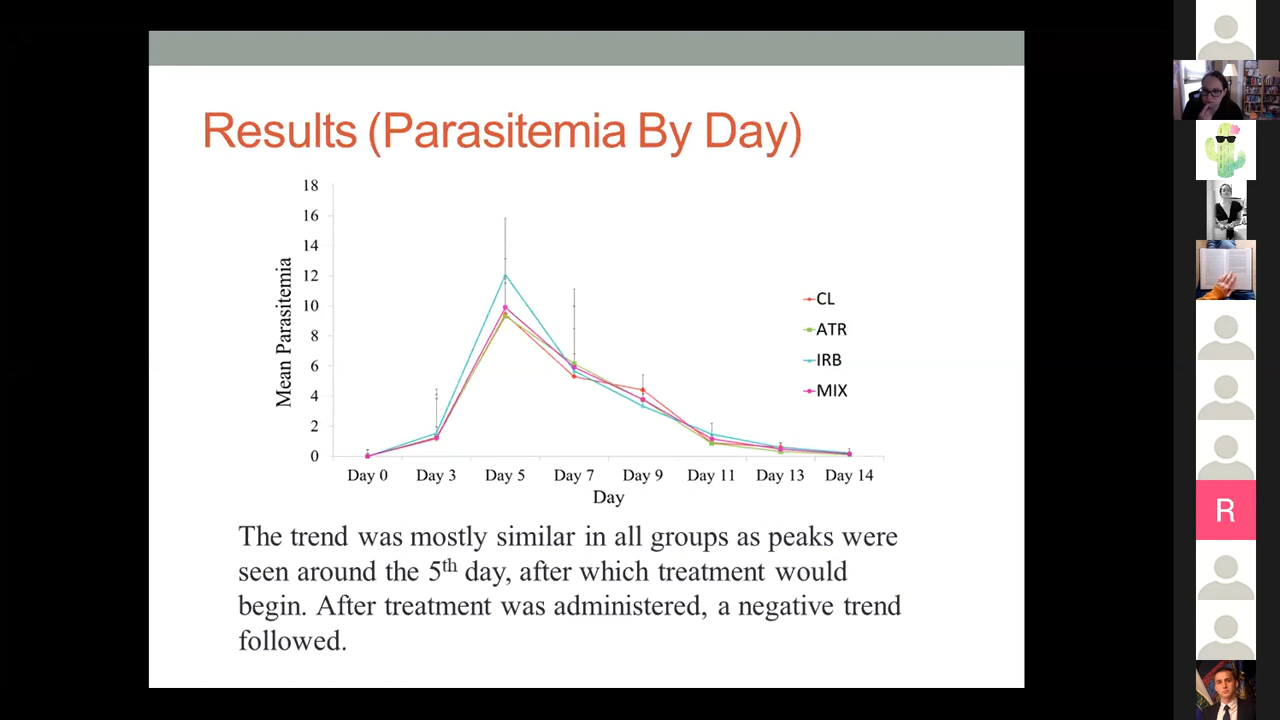 Results (Parasitemia By Day)
18
16
14
12
10
8
6
4
2
0
Mean Parasitemia
Day 0 Day 3 Day 5 Day 7 Day 9 Day 11 Day 13 Day 14
Day
CL
ATR
IRB
MIX
The trend was mostly similar in all groups as peaks were
seen around the 5th day, after which treatment would
begin. After treatment was administered, a negative trend
followed.
R